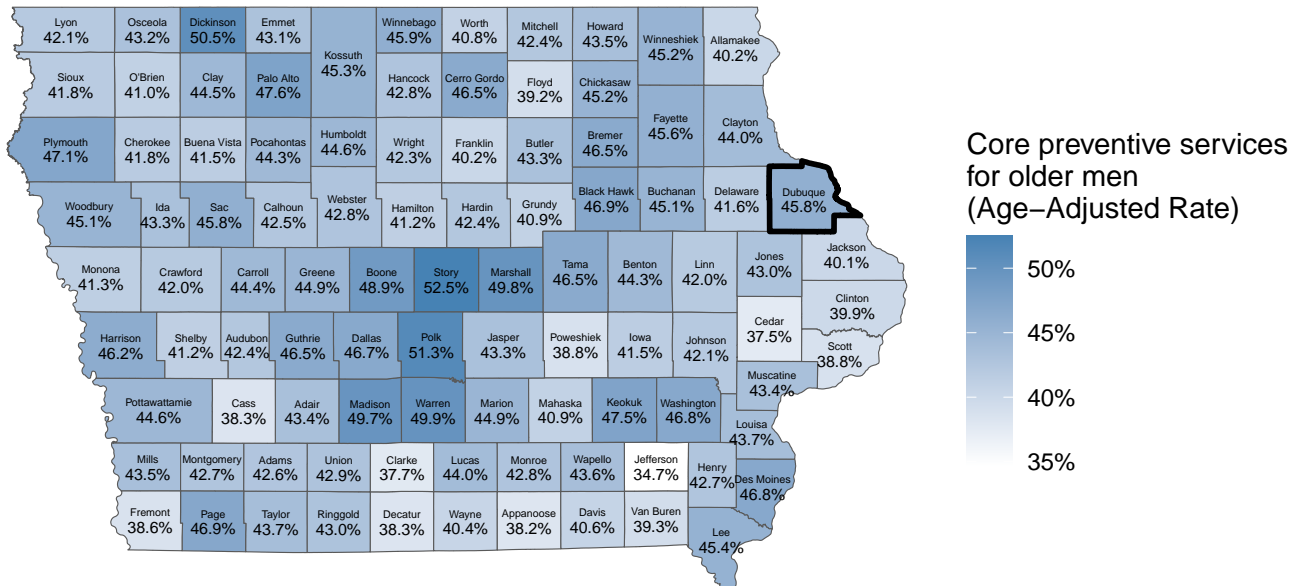 Lyon
42.1%
Osceola
43.2%
Dickinson
50.5%
Emmet
43.1%
Kossuth
45.3%
Winnebago
45.9%
Worth
40.8%
Mitchell
42.4%
Howard
43.5%
Winneshiek
45.2%
Allamakee
40.2%
Sioux
41.8%
O'Brien
41.0%
Clay
44.5%
Palo Alto
47.6%
Hancock
42.8%
Cerro Gordo
46.5%
Floyd
39.2%
Chickasaw
45.2%
Fayette
45.6%
Clayton
44.0%
Plymouth
47.1%
Cherokee
41.8%
Buena Vista
41.5%
Pocahontas
44.3%
Humboldt
44.6%
Wright
42.3%
Franklin
40.2%
Butler
43.3%
Bremer
46.5%
Woodbury
45.1%
Ida
43.3%
Sac
45.8%
Calhoun
42.5%
Webster
42.8%
Hamilton
41.2%
Hardin
42.4%
Grundy
40.9%
Black Hawk
46.9%
Buchanan
45.1%
Delaware
41.6%
Dubuque
45.8%
Monona
41.3%
Crawford
42.0%
Carroll
44.4%
Greene
44.9%
Boone
48.9%
Story
52.5%
Marshall
49.8%
Tama
46.5%
Benton
44.3%
Linn
42.0%
Jones
43.0%
Jackson
40.1%
Clinton
39.9%
Harrison
46.2%
Shelby
41.2%
Audubon
42.4%
Guthrie
46.5%
Dallas
46.7%
Polk
51.3%
Jasper
43.3%
Poweshiek
38.8%
Iowa
41.5%
Johnson
42.1%
Cedar
37.5%
Scott
38.8%
Muscatine
43.4%
Pottawattamie
44.6%
Cass
38.3%
Adair
43.4%
Madison
49.7%
Warren
49.9%
Marion
44.9%
Mahaska
40.9%
Keokuk
47.5%
Washington
46.8%
Louisa
43.7%
Mills
43.5%
Montgomery
42.7%
Adams
42.6%
Union
42.9%
Clarke
37.7%
Lucas
44.0%
Monroe
42.8%
Wapello
43.6%
Jefferson
34.7%
Henry
42.7%
Des Moines
46.8%
Fremont
38.6%
Page
46.9%
Taylor
43.7%
Ringgold
43.0%
Decatur
38.3%
Wayne
40.4%
Appanoose
38.2%
Davis
40.6%
Van Buren
39.3%
Lee
45.4%
Core preventive services
for older men
(Age−Adjusted Rate)
50%
45%
40%
35%